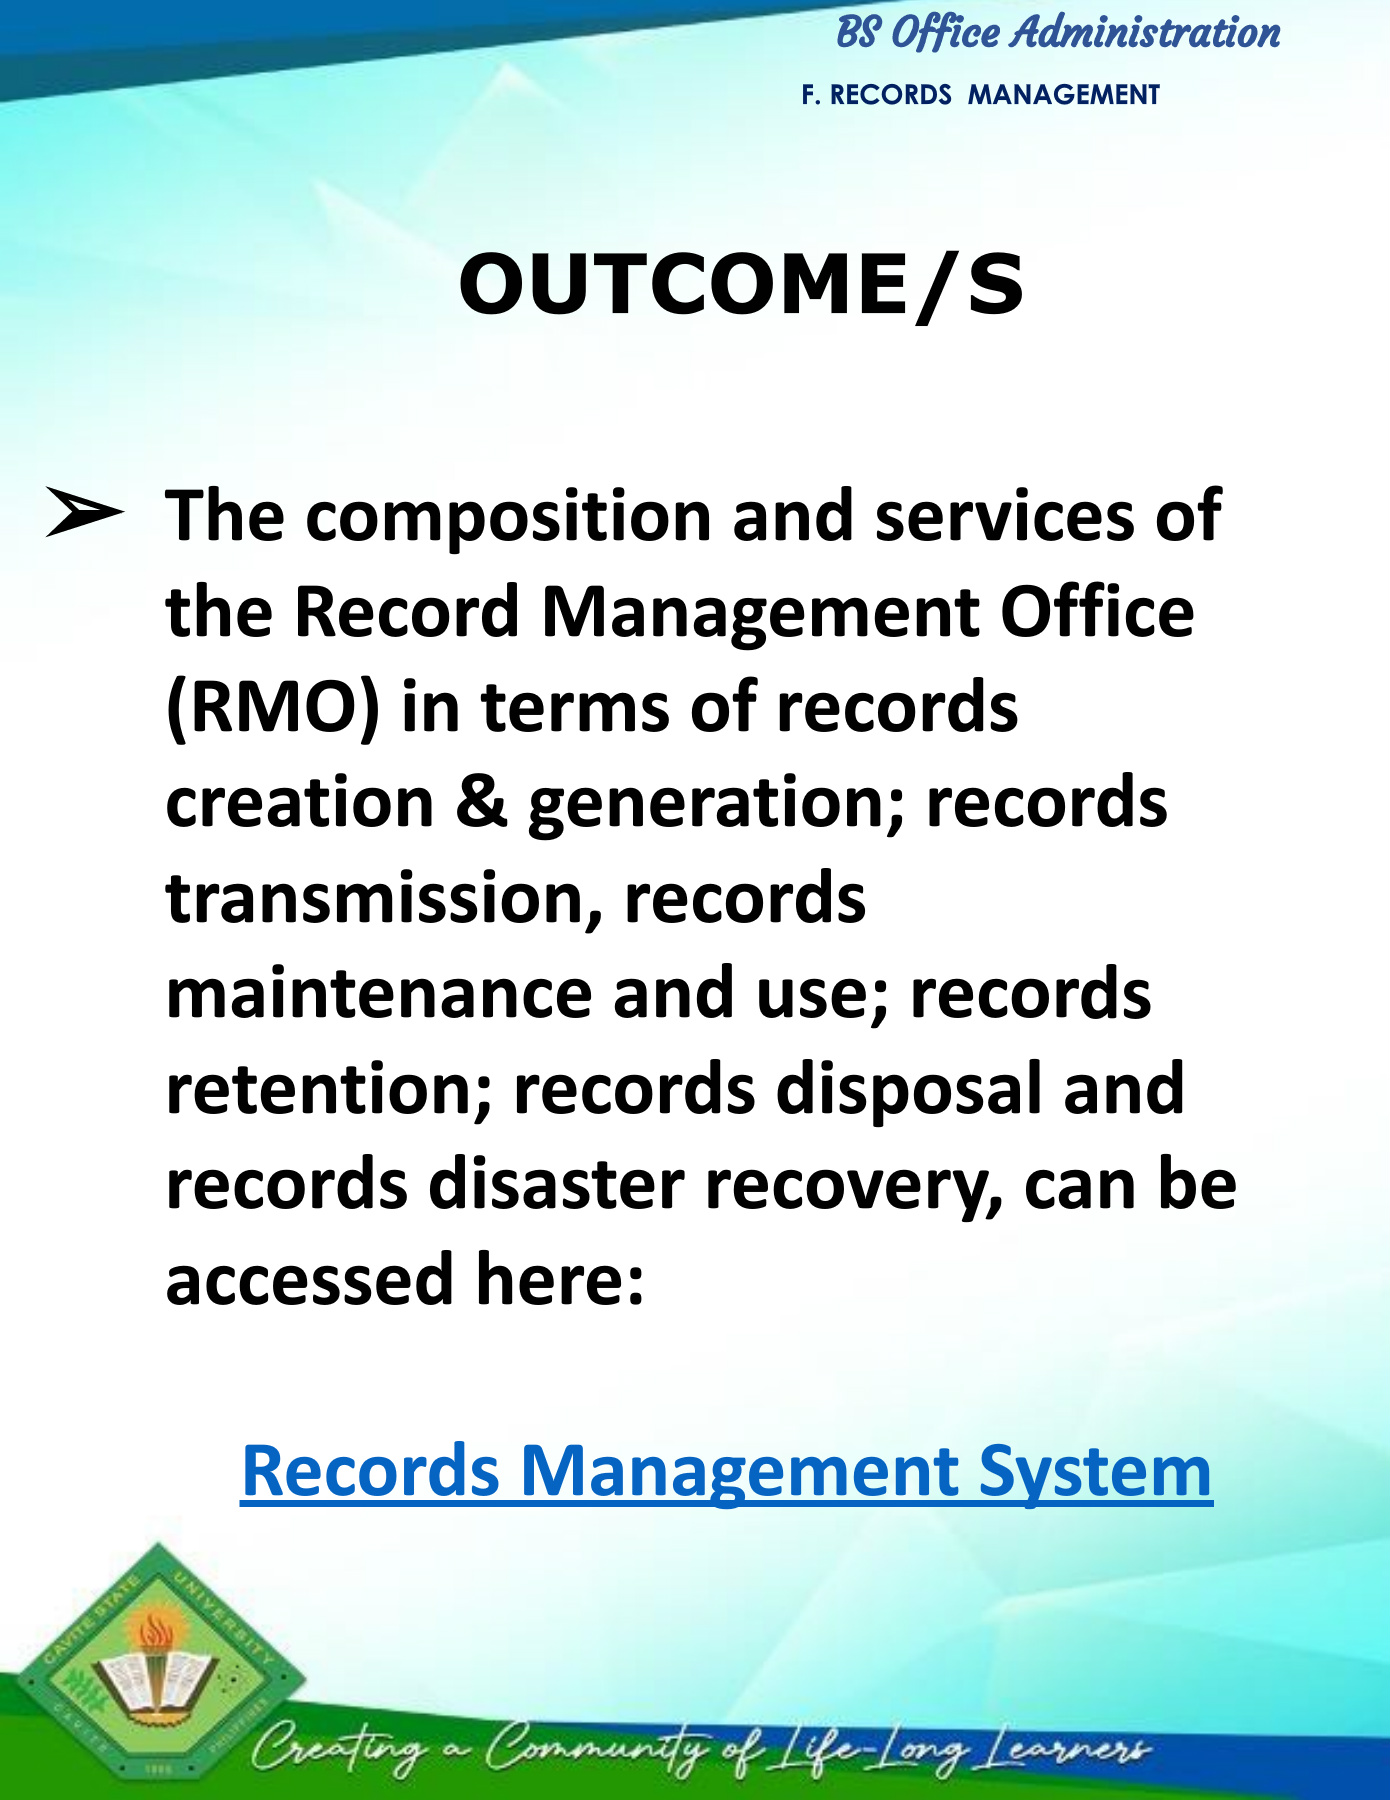 BS Office Administration
F. RECORDS MANAGEMENT
OUTCOME/S
➢ The composition and services of
the Record Management Office
(RMO) in terms of records
creation & generation; records
transmission, records
maintenance and use; records
retention; records disposal and
records disaster recovery, can be
accessed here:
Records Management System
CAVITE STATE UNIVERSITY
CAVITE
PHILIPPINES
1906
Creating a Community of Life-Long Learners